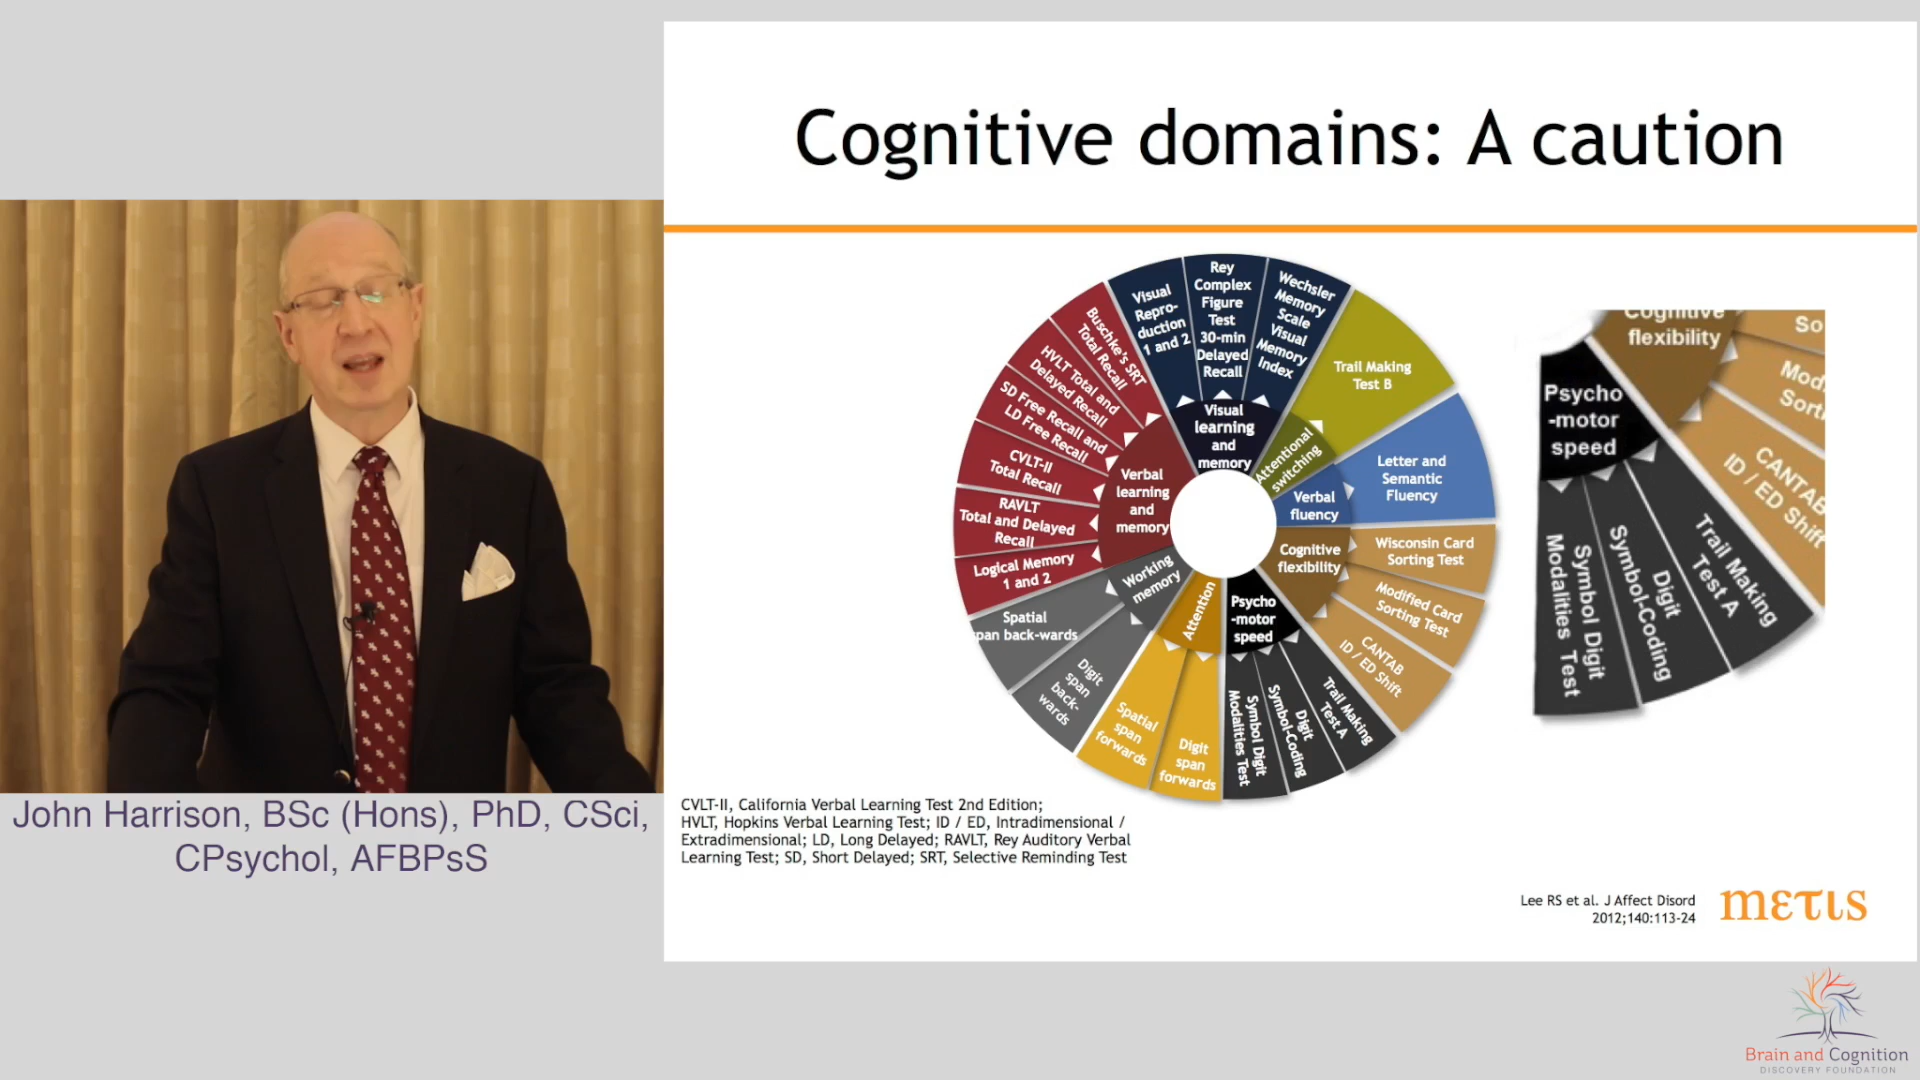 Cognitive domains: A caution
Visual
Repro-
duction
1 and 2
Rey
Complex
Figure
Test
30-min
Delayed
Recall
Wechsler
Memory
Scale
Visual
Memory
Index
Trail Making
Test B
Letter and
Semantic
Fluency
Wisconsin Card
Sorting Test
Modified Card
Sorting Test
CANTAB
ID / ED Shift
Trail Making
Test A
Digit
Symbol-Coding
Symbol Digit
Modalities Test
Digit
span
forwards
Spatial
span
forwards
Digit
span
back-
wards
Spatial
span back-wards
Logical Memory
1 and 2
RAVLT
Total and Delayed
Recall
CVLT-II
Total Recall
SD Free Recall and
LD Free Recall
HVLT Total and
Delayed Recall
Buschke's SRT
Total Recall
Visual
learning
and
memory
Attentional
switching
Verbal
fluency
Cognitive
flexibility
Psycho
-motor
speed
Attention
Working
memory
Verbal
learning
and
memory
Cognitive
flexibility
So
Mod
Sort
CANTAB
ID / ED Shift
Psycho
-motor
speed
Trail Making
Test A
Digit
Symbol-Coding
Symbol Digit
Modalities Test
CVLT-II, California Verbal Learning Test 2nd Edition;
HVLT, Hopkins Verbal Learning Test; ID / ED, Intradimensional /
Extradimensional; LD, Long Delayed; RAVLT, Rey Auditory Verbal
Learning Test; SD, Short Delayed; SRT, Selective Reminding Test
Lee RS et al. J Affect Disord
2012;140:113-24
mετιs
John Harrison, BSc (Hons), PhD, CSci,
CPsychol, AFBPsS
Brain and Cognition
DISCOVERY FOUNDATION